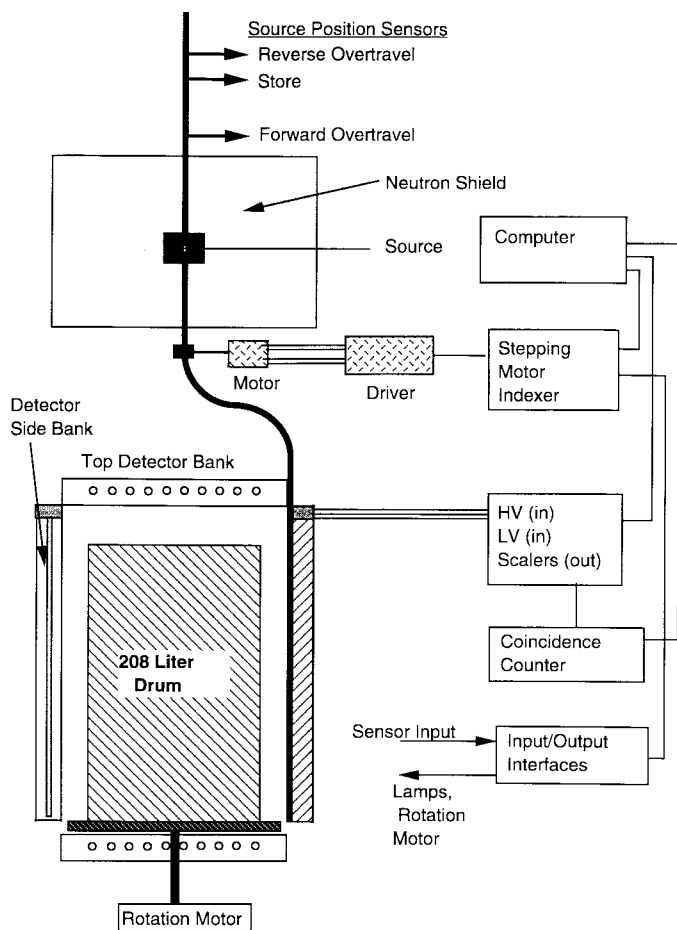 Source Position Sensors
Reverse Overtravel
Store
Forward Overtravel
Neutron Shield
Source
Computer
Motor
Driver
Stepping
Motor
Indexer
Detector
Side Bank
Top Detector Bank
HV (in)
LV (in)
Scalers (out)
208 Liter
Drum
Coincidence
Counter
Sensor Input
Input/Output
Interfaces
Lamps,
Rotation
Motor
Rotation Motor